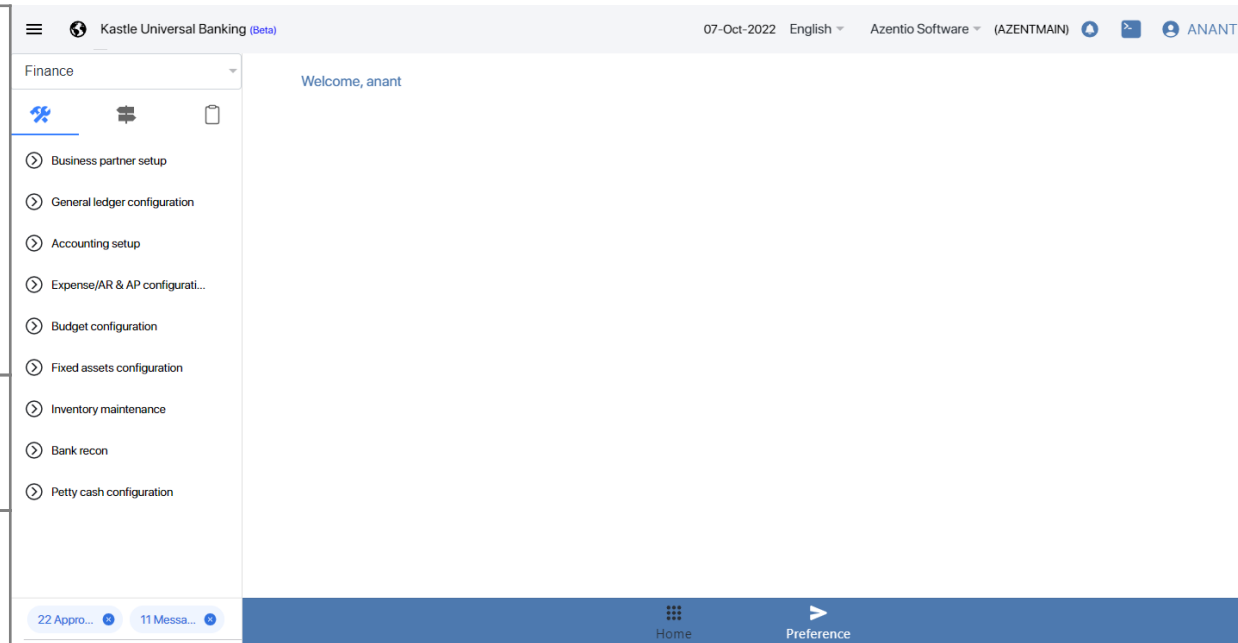 Kastle Universal Banking (Beta) 07-Oct-2022 English Azentio Software (AZENTMAIN) ANANT
Finance
Welcome, anant
Business partner setup
General ledger configuration
Accounting setup
Expense/AR & AP configurati...
Budget configuration
Fixed assets configuration
Inventory maintenance
Bank recon
Petty cash configuration
22 Appro... 11 Messa...
Home Preference